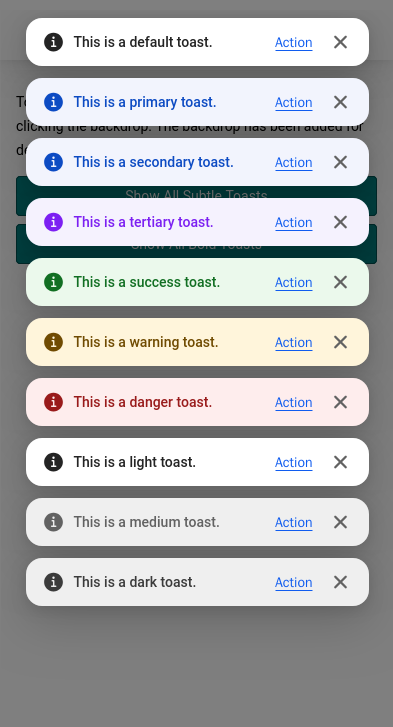 This is a default toast. Action
This is a primary toast. Action
clicking the backdrop. The backdrop has been added for
This is a secondary toast. Action
Show All Subtle Toasts
This is a tertiary toast. Action
Show All Bold Toasts
This is a success toast. Action
This is a warning toast. Action
This is a danger toast. Action
This is a light toast. Action
This is a medium toast. Action
This is a dark toast. Action